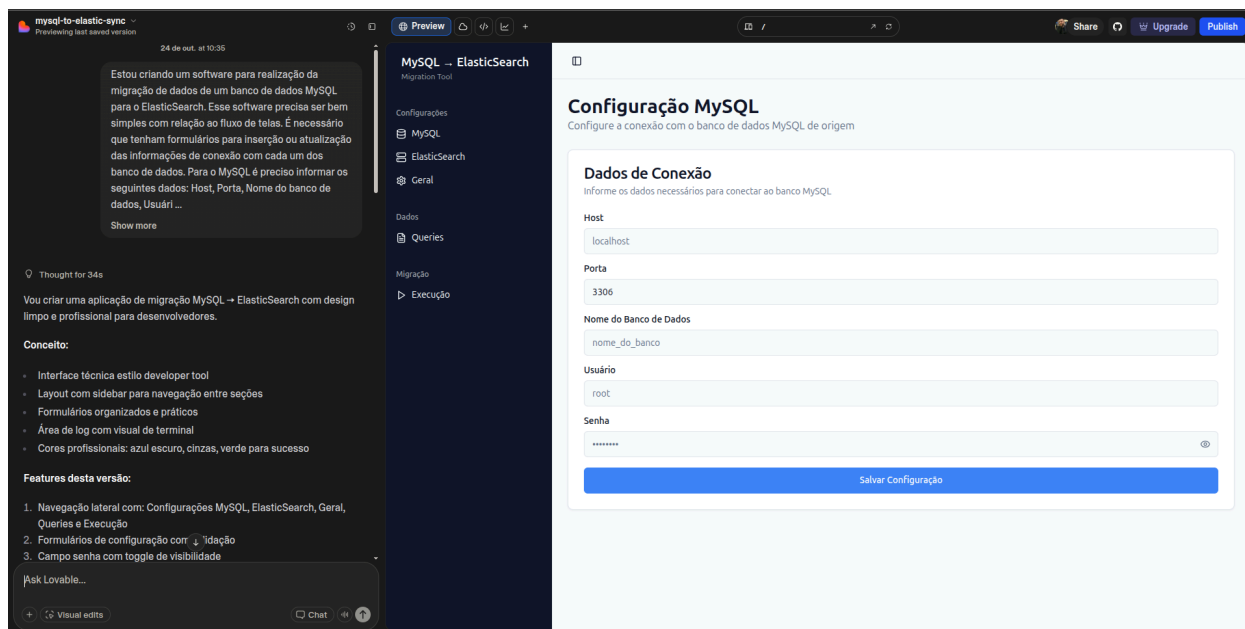 mysql-to-elastic-sync
Previewing last saved version
Preview
/
Share
Upgrade
Publish
24 de out. at 10:35
Estou criando um software para realização da
migração de dados de um banco de dados MySQL
para o ElasticSearch. Esse software precisa ser bem
simples com relação ao fluxo de telas. É necessário
que tenham formulários para inserção ou atualização
das informações de conexão com cada um dos
banco de dados. Para o MySQL é preciso informar os
seguintes dados: Host, Porta, Nome do banco de
dados, Usuári ...
Show more
Thought for 34s
Vou criar uma aplicação de migração MySQL → ElasticSearch com design
limpo e profissional para desenvolvedores.
Conceito:
Interface técnica estilo developer tool
Layout com sidebar para navegação entre seções
Formulários organizados e práticos
Área de log com visual de terminal
Cores profissionais: azul escuro, cinzas, verde para sucesso
Features desta versão:
1. Navegação lateral com: Configurações MySQL, ElasticSearch, Geral,
Queries e Execução
2. Formulários de configuração com
3. Campo senha com toggle de visibilidade
Ask Lovable...
Visual edits
Chat
MySQL → ElasticSearch
Migration Tool
Configurações
MySQL
ElasticSearch
Geral
Dados
Queries
Migração
Execução
Configuração MySQL
Configure a conexão com o banco de dados MySQL de origem
Dados de Conexão
Informe os dados necessários para conectar ao banco MySQL
Host
localhost
Porta
3306
Nome do Banco de Dados
nome_do_banco
Usuário
root
Senha
••••••••
Salvar Configuração